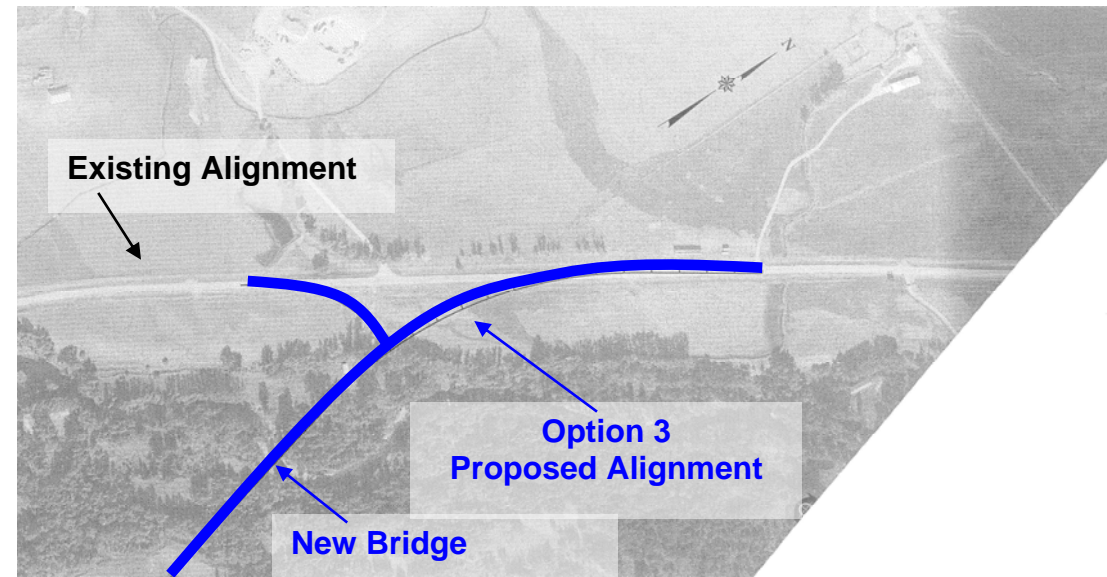 N
Existing Alignment
Option 3
Proposed Alignment
New Bridge